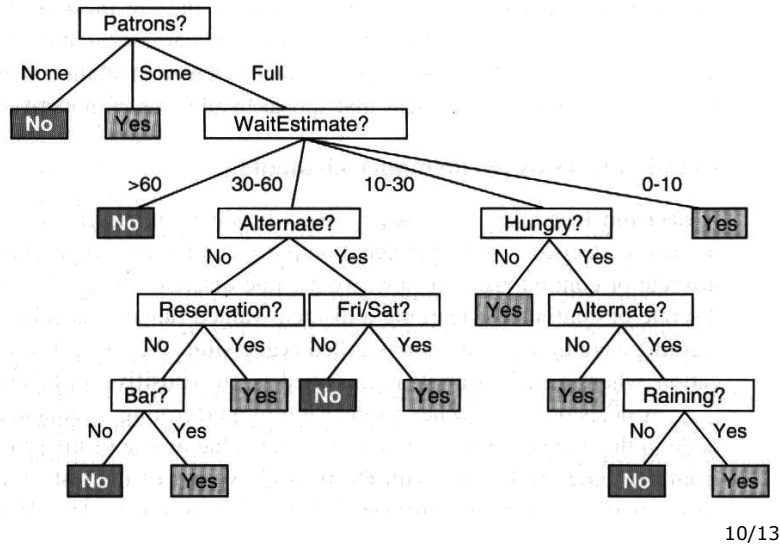 Patrons?
None Some Full
No Yes WaitEstimate?
>60 30-60 10-30 0-10
No Alternate? Hungry? Yes
No Yes No Yes
Reservation? Fri/Sat? Yes Alternate?
No Yes No Yes No Yes
Bar? Yes No Yes Yes Raining?
No Yes No Yes
No Yes No Yes
10/13